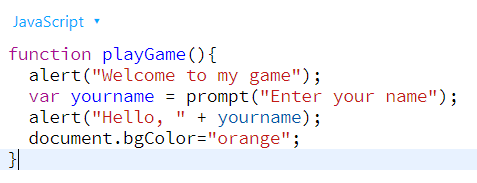 JavaScript ▾
function playGame(){
  alert("Welcome to my game");
  var yourname = prompt("Enter your name");
  alert("Hello, " + yourname);
  document.bgColor="orange";
}